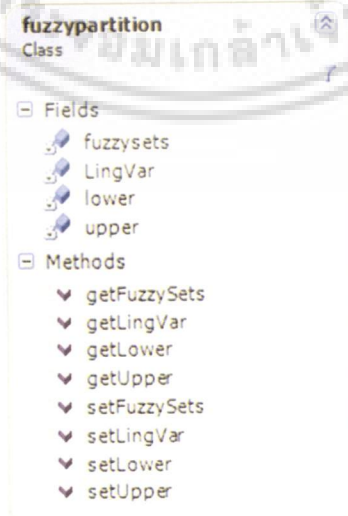 fuzzypartition
Class
Fields
fuzzysets
LingVar
lower
upper
Methods
getFuzzySets
getLingVar
getLower
getUpper
setFuzzySets
setLingVar
setLower
setUpper